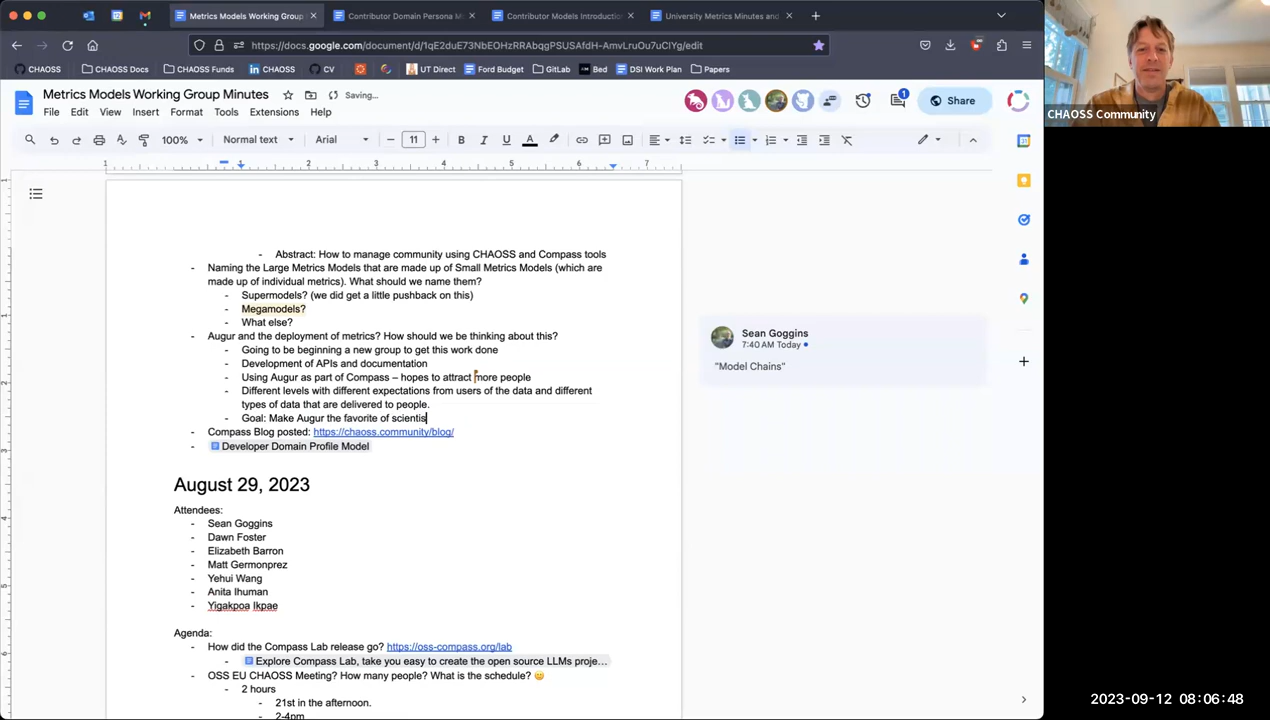 Metrics Models Working Group
Contributor Domain Persona M
Contributor Models Introduction
University Metrics Minutes and
https://docs.google.com/document/d/1qE2duE73NbEOHzRRAbqgPSUSAfdH-AmvLruOu7uClYg/edit
CHAOSS
CHAOSS Docs
CHAOSS Funds
CHAOSS
CV
UT Direct
Ford Budget
GitLab
Bed
DSI Work Plan
Papers
Metrics Models Working Group Minutes
Saving...
File Edit View Insert Format Tools Extensions Help
1
Share
100% Normal text Arial 11
1 1 2 3 4 5 6 7
- Abstract: How to manage community using CHAOSS and Compass tools
- Naming the Large Metrics Models that are made up of Small Metrics Models (which are
made up of individual metrics). What should we name them?
- Supermodels? (we did get a little pushback on this)
- Megamodels?
- What else?
- Augur and the deployment of metrics? How should we be thinking about this?
- Going to be beginning a new group to get this work done
- Development of APIs and documentation
- Using Augur as part of Compass – hopes to attract more people
- Different levels with different expectations from users of the data and different
types of data that are delivered to people.
- Goal: Make Augur the favorite of scientis
- Compass Blog posted: https://chaoss.community/blog/
- Developer Domain Profile Model
August 29, 2023
Attendees:
- Sean Goggins
- Dawn Foster
- Elizabeth Barron
- Matt Germonprez
- Yehui Wang
- Anita Ihuman
- Yigakpoa Ikpae
Agenda:
- How did the Compass Lab release go? https://oss-compass.org/lab
- Explore Compass Lab, take you easy to create the open source LLMs proje...
- OSS EU CHAOSS Meeting? How many people? What is the schedule? 🙂
- 2 hours
- 21st in the afternoon.
- 2-4pm
Sean Goggins
7:40 AM Today
"Model Chains"
CHAOSS Community
2023-09-12 08:06:48